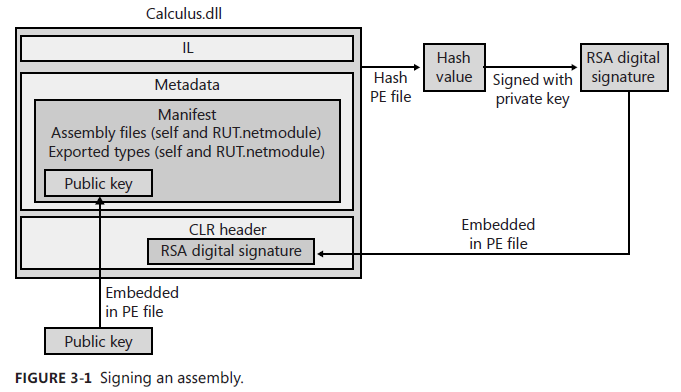 Calculus.dll
IL
Metadata
Manifest
Assembly files (self and RUT.netmodule)
Exported types (self and RUT.netmodule)
Public key
CLR header
RSA digital signature
Embedded
in PE file
Public key
Hash
PE file
Hash
value
Signed with
private key
RSA digital
signature
Embedded
in PE file
FIGURE 3-1 Signing an assembly.